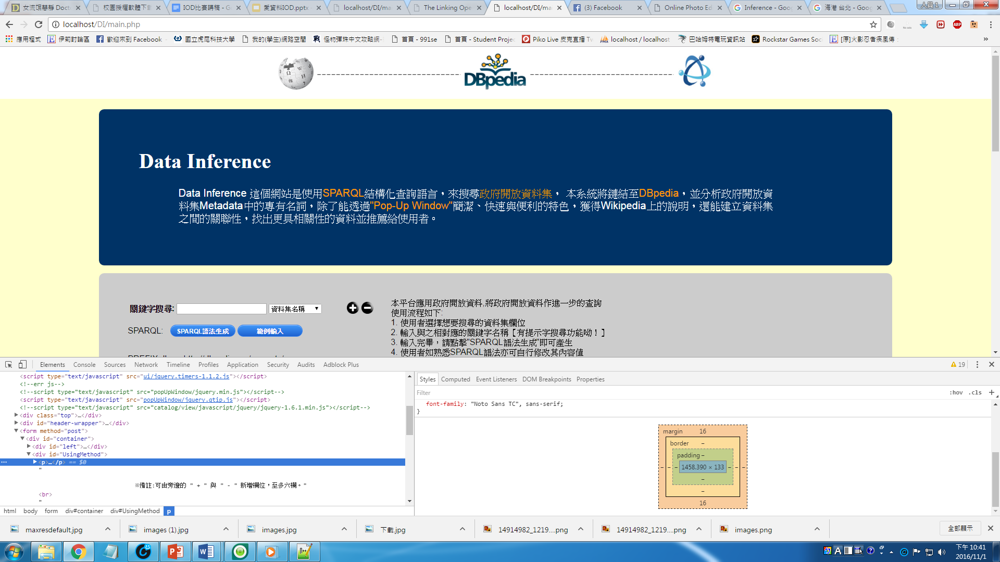 女流氓慧靜 Doct
校園授權軟體下載
IOD比賽講稿 - Go
愛資料IOD.pptx -
localhost/DI/mai
The Linking Ope
localhost/DI/mai
(3) Facebook
Online Photo Ed
Inference - Goog
海港 台北 - Goog
人員 1
localhost/DI/main.php
應用程式
伊莉討論區
歡迎來到 Facebook
國立虎尾科技大學
我的(學生)網路空間
怪物彈珠中文攻略網-
首頁 - 991se
首頁 - Student Proje
Piko Live 皮克直播 Tw
localhost / localhost
巴哈姆特電玩資訊站
Rockstar Games Soc
[原]火影忍者疾風傳
»
DBpedia
Data Inference
Data Inference 這個網站是使用SPARQL結構化查詢語言，來搜尋政府開放資料集， 本系統將鏈結至DBpedia，並分析政府開放資
料集Metadata中的專有名詞，除了能透過"Pop-Up Window"簡潔、快速與便利的特色，獲得Wikipedia上的說明，還能建立資料集
之間的關聯性，找出更具相關性的資料並推薦給使用者。
關鍵字搜尋:
資料集名稱
SPARQL:
SPARQL語法生成
範例輸入
本平台應用政府開放資料,將政府開放資料作進一步的查詢
使用流程如下:
1. 使用者選擇想要搜尋的資料集欄位
2. 輸入與之相對應的關鍵字名稱【有提示字搜尋功能呦！】
3. 輸入完畢，請點擊"SPARQL語法生成"即可產生
4. 使用者如熟悉SPARQL語法亦可自行修改其內容值
Elements Console Sources Network Timeline Profiles Application Security Audits Adblock Plus
19
<script type="text/javascript" src="ui/jquery.timers-1.1.2.js"></script>
<!--err js-->
<!--script type="text/javascript" src="popUpWindow/jquery.min.js"></script-->
<script type="text/javascript" src="popUpWindow/jquery.qtip.js"></script>
<!--script type="text/javascript" src="catalog/view/javascript/jquery/jquery-1.6.1.min.js"></script-->
<div class="top">…</div>
<div id="header-wrapper">…</div>
<form method="post">
<div id="container">
<div id="left">…</div>
<div id="UsingMethod">
<p>…</p> == $0
"
※備註:可由旁邊的 " + " 與 " - " 新增欄位，至多六欄。"
<br>
"
html body form div#container div#UsingMethod p
Styles Computed Event Listeners DOM Breakpoints Properties
Filter
:hov .cls +
font-family: "Noto Sans TC", sans-serif;
}
margin 16
border –
padding –
1458.390 × 133
–
–
16
maxresdefault.jpg
images (1).jpg
images.jpg
下載.jpg
14914982_1219....png
14914982_1219....png
images.png
全部顯示
下午 10:41
2016/11/1